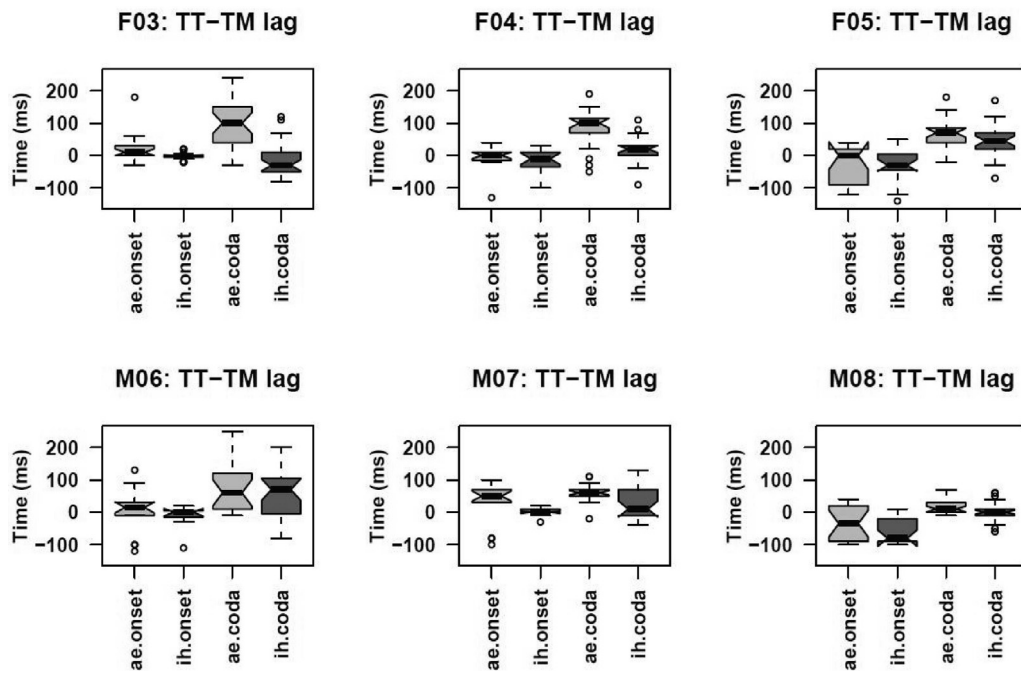 F03: TT−TM lag
F04: TT−TM lag
F05: TT−TM lag
Time (ms)
200
100
0
−100
ae.onset
ih.onset
ae.coda
ih.coda
Time (ms)
200
100
0
−100
ae.onset
ih.onset
ae.coda
ih.coda
Time (ms)
200
100
0
−100
ae.onset
ih.onset
ae.coda
ih.coda
M06: TT−TM lag
M07: TT−TM lag
M08: TT−TM lag
Time (ms)
200
100
0
−100
ae.onset
ih.onset
ae.coda
ih.coda
Time (ms)
200
100
0
−100
ae.onset
ih.onset
ae.coda
ih.coda
Time (ms)
200
100
0
−100
ae.onset
ih.onset
ae.coda
ih.coda